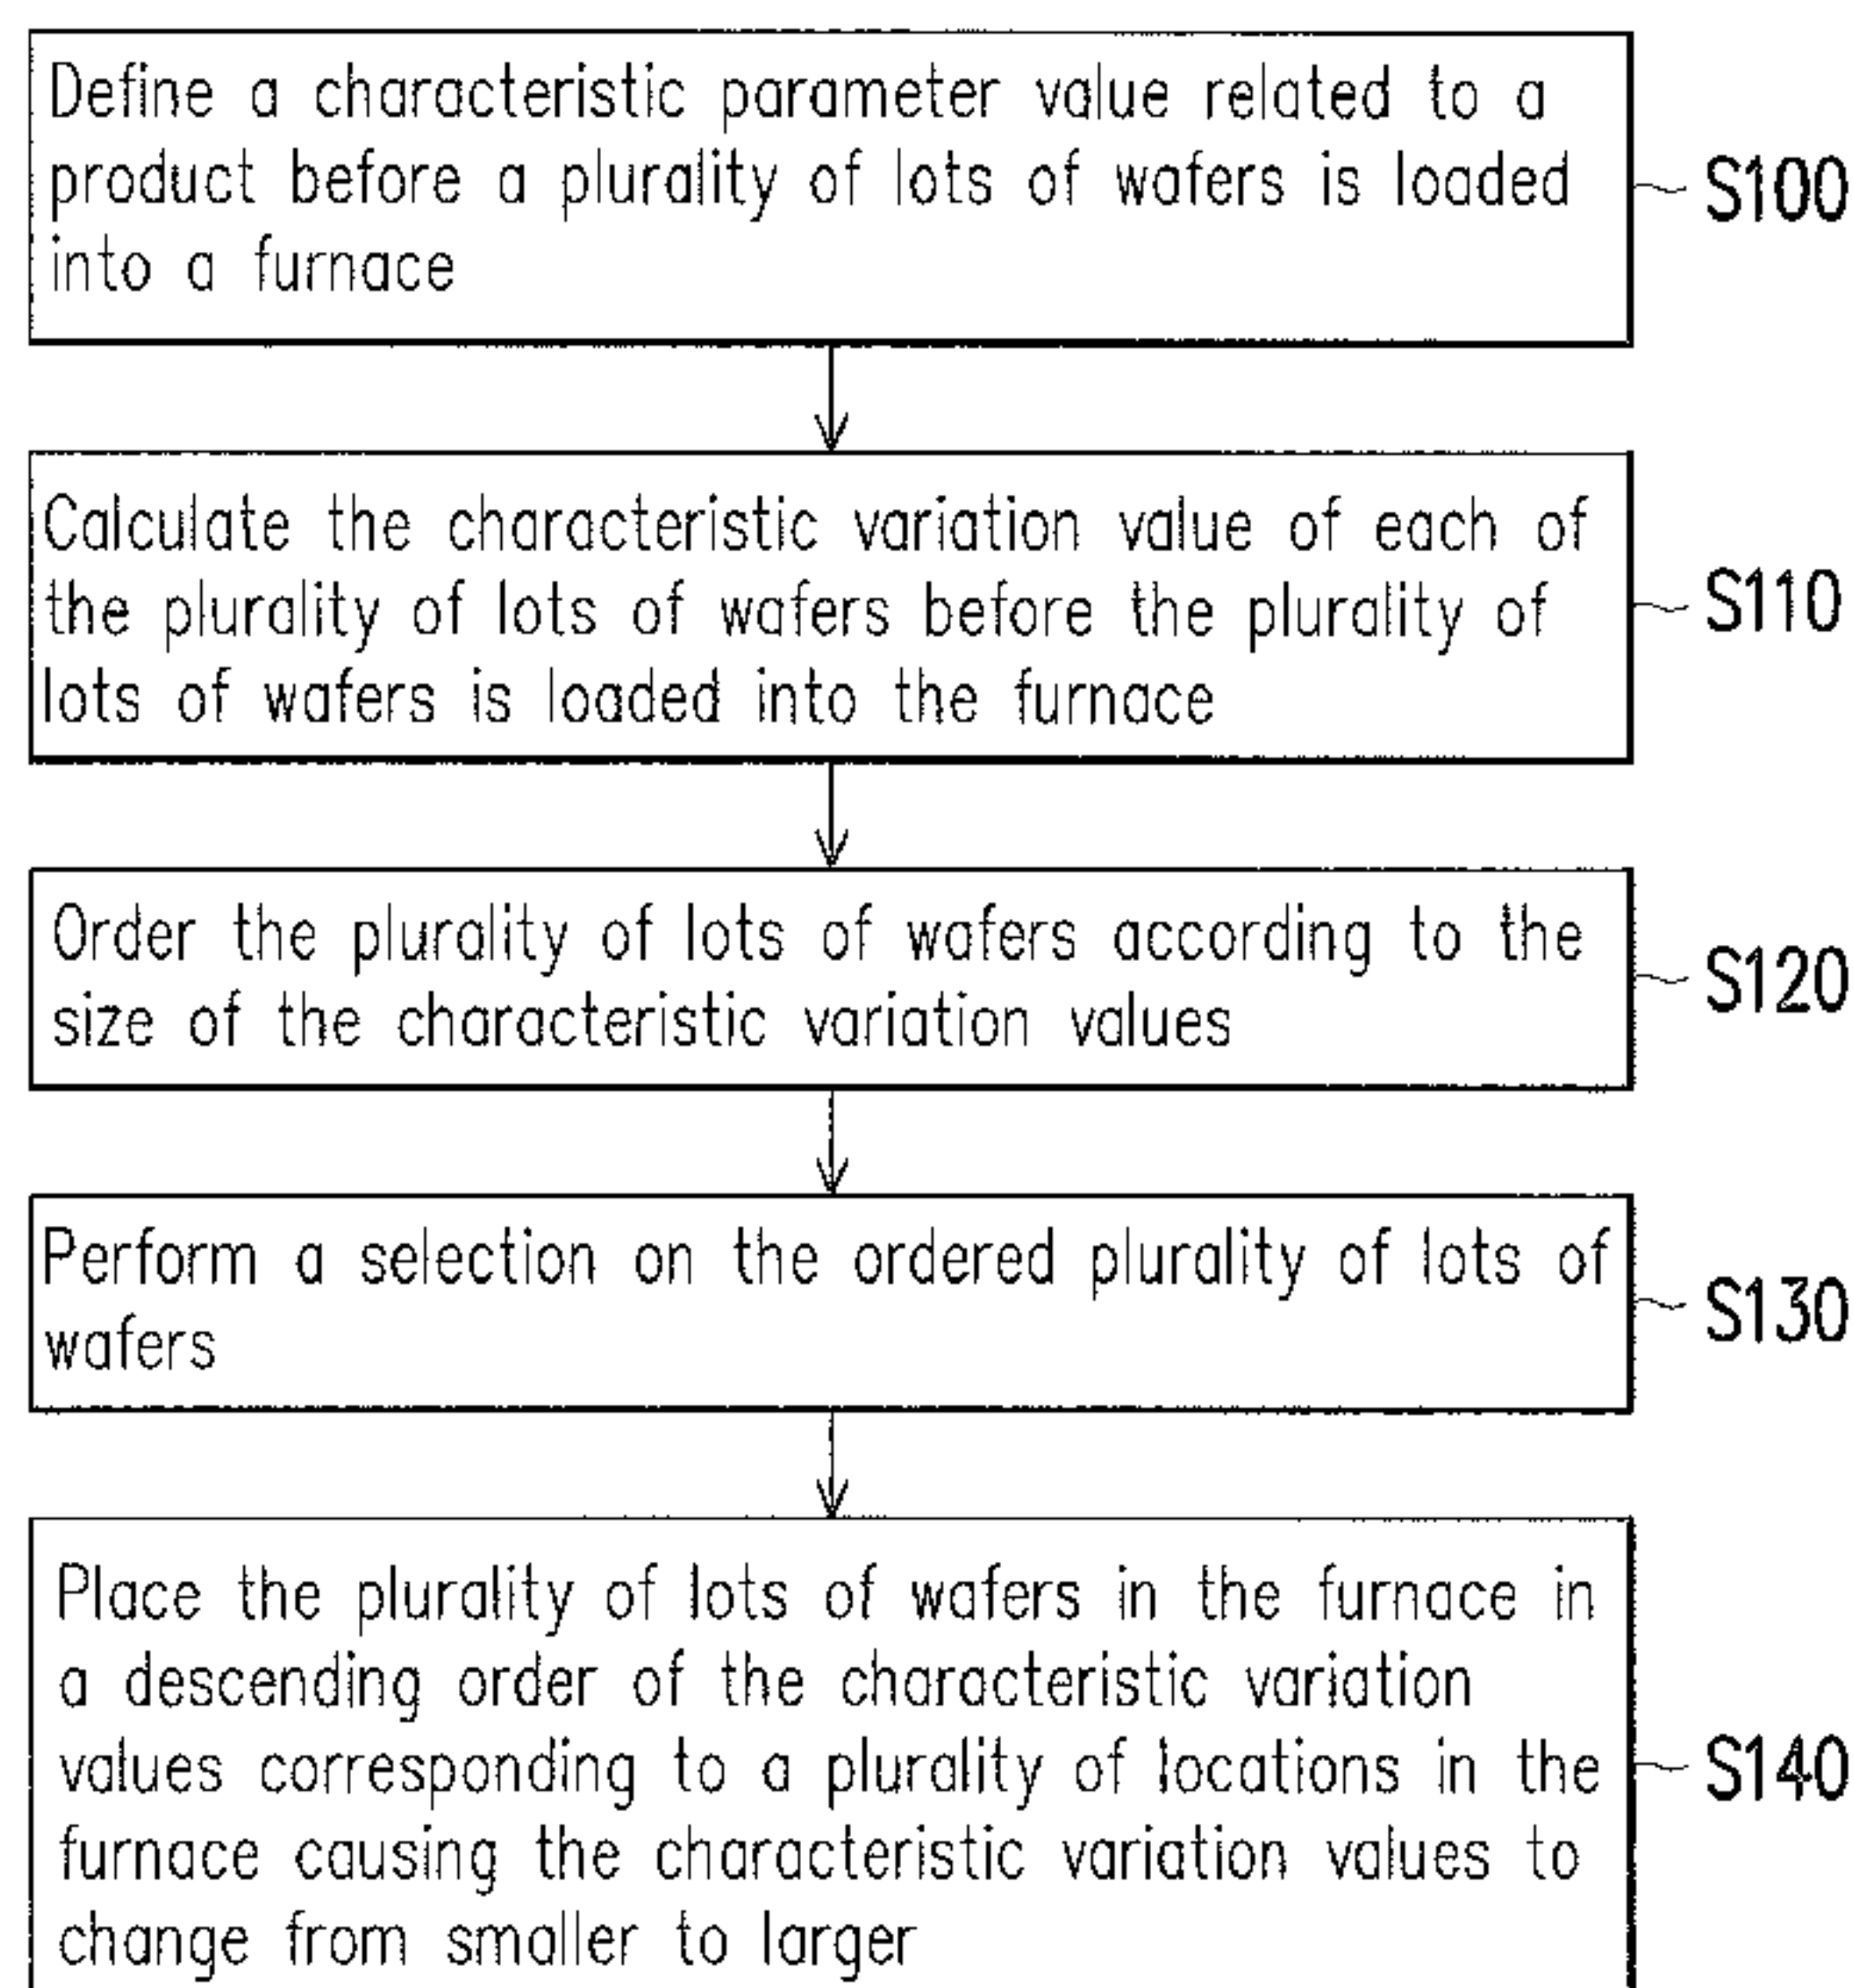 Define a characteristic parameter value related to a
product before a plurality of lots of wafers is loaded
into a furnace
S100
Calculate the characteristic variation value of each of
the plurality of lots of wafers before the plurality of
lots of wafers is loaded into the furnace
S110
Order the plurality of lots of wafers according to the
size of the characteristic variation values
S120
Perform a selection on the ordered plurality of lots of
wafers
S130
Place the plurality of lots of wafers in the furnace in
a descending order of the characteristic variation
values corresponding to a plurality of locations in the
furnace causing the characteristic variation values to
change from smaller to larger
S140